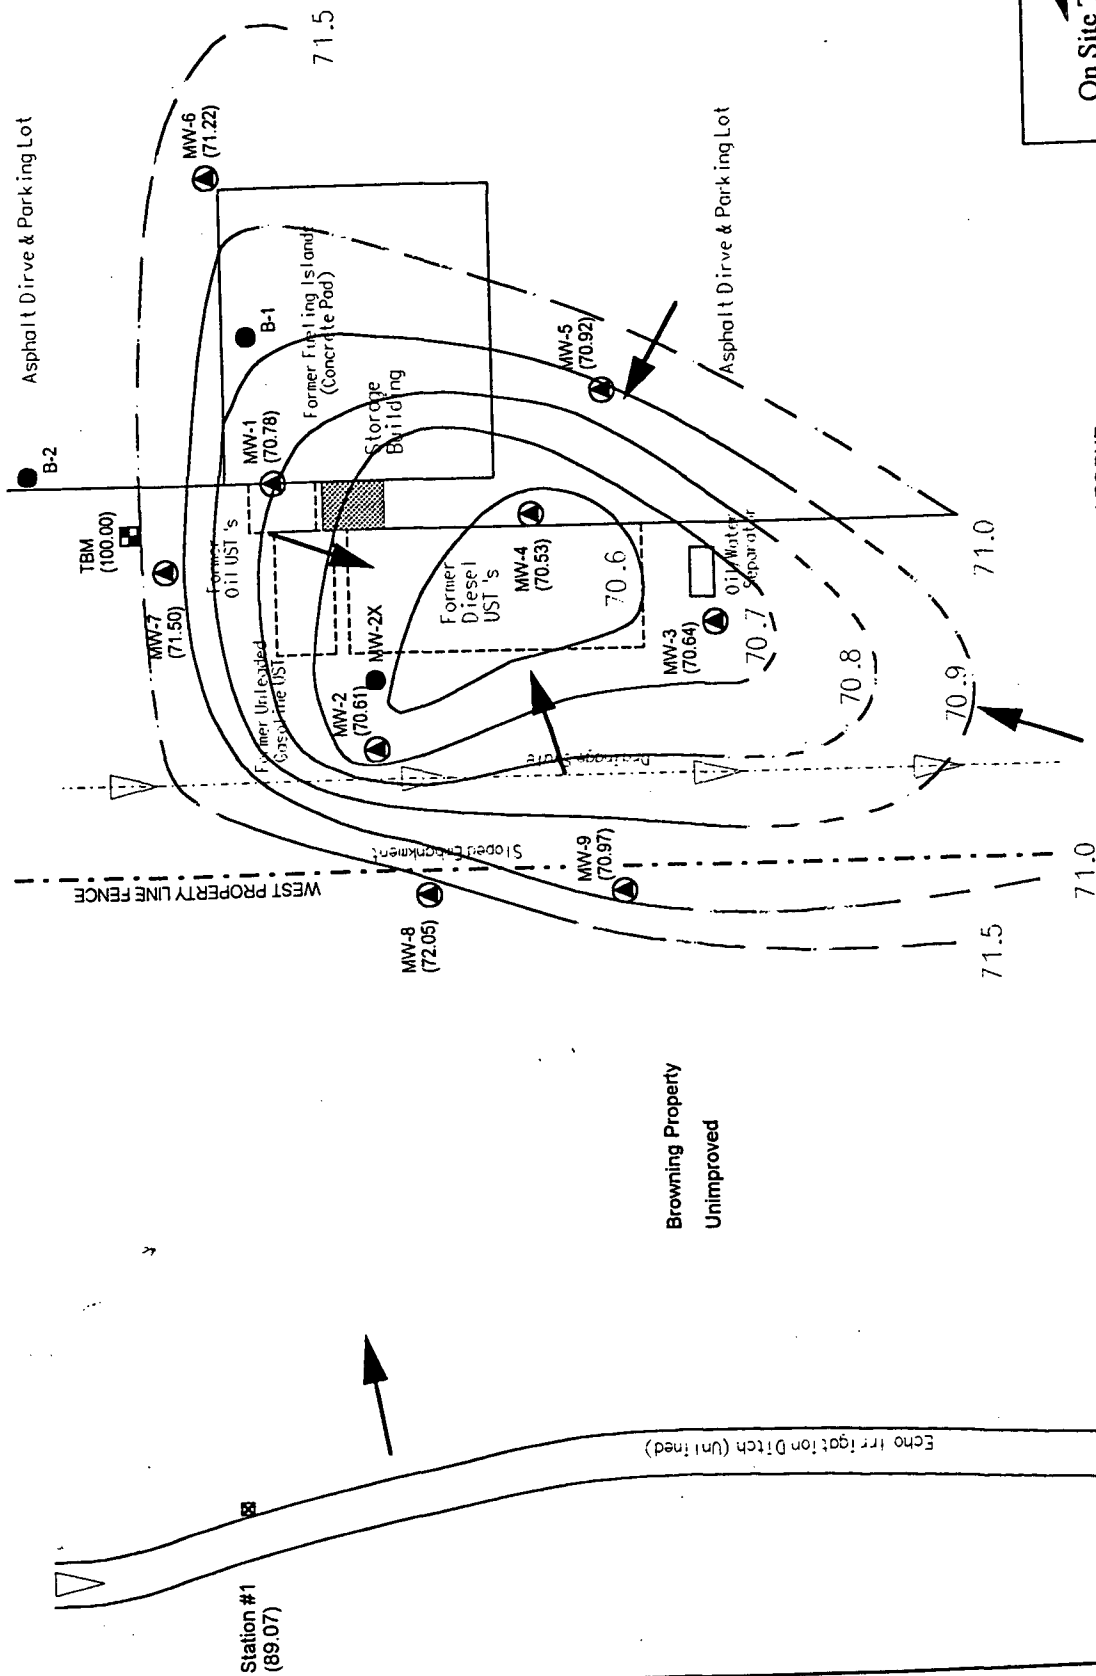 71.5
Asphalt Dirve & Parking Lot
MW-6
(71.22)
B-2
B-1
TBM
(100.00)
MW-7
(71.50)
Former
Oil UST's
MW-1
(70.78)
Former Fueling Islands
(Concrete Pad)
Storage
Building
MW-5
(70.92)
Asphalt Dirve & Parking Lot
Former Unleaded
Gasoline UST
MW-2
(70.61)
MW-2X
Former
Diesel
UST's
MW-4
(70.53)
70.6
MW-3
(70.64)
Oil/Water
Separator
70.7
70.8
70.9
71.0
Sloped Embankment
WEST PROPERTY LINE FENCE
MW-8
(72.05)
MW-9
(70.97)
71.5
71.0
Browning Property
Unimproved
Echo Irrigation Ditch (Unlined)
Station #1
(89.07)
On Site